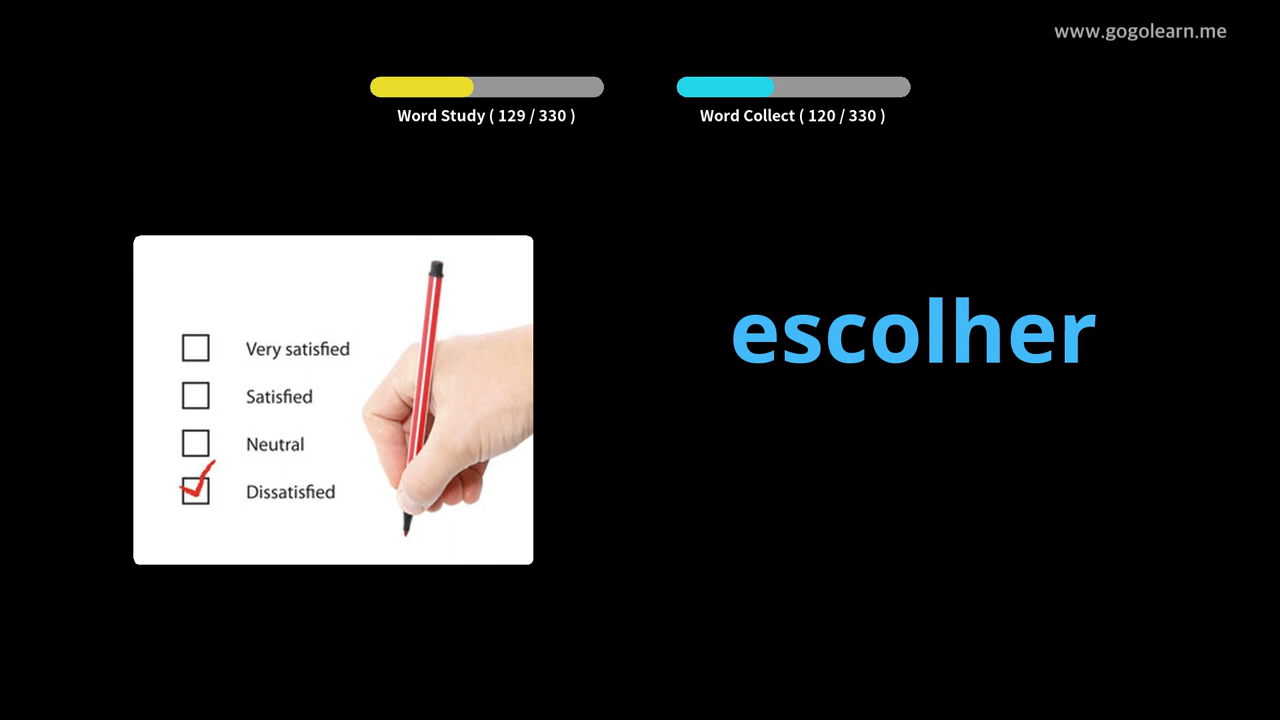 www.gogolearn.me
Word Study ( 129 / 330 )
Word Collect ( 120 / 330 )
Very satisfied
Satisfied
Neutral
Dissatisfied
escolher